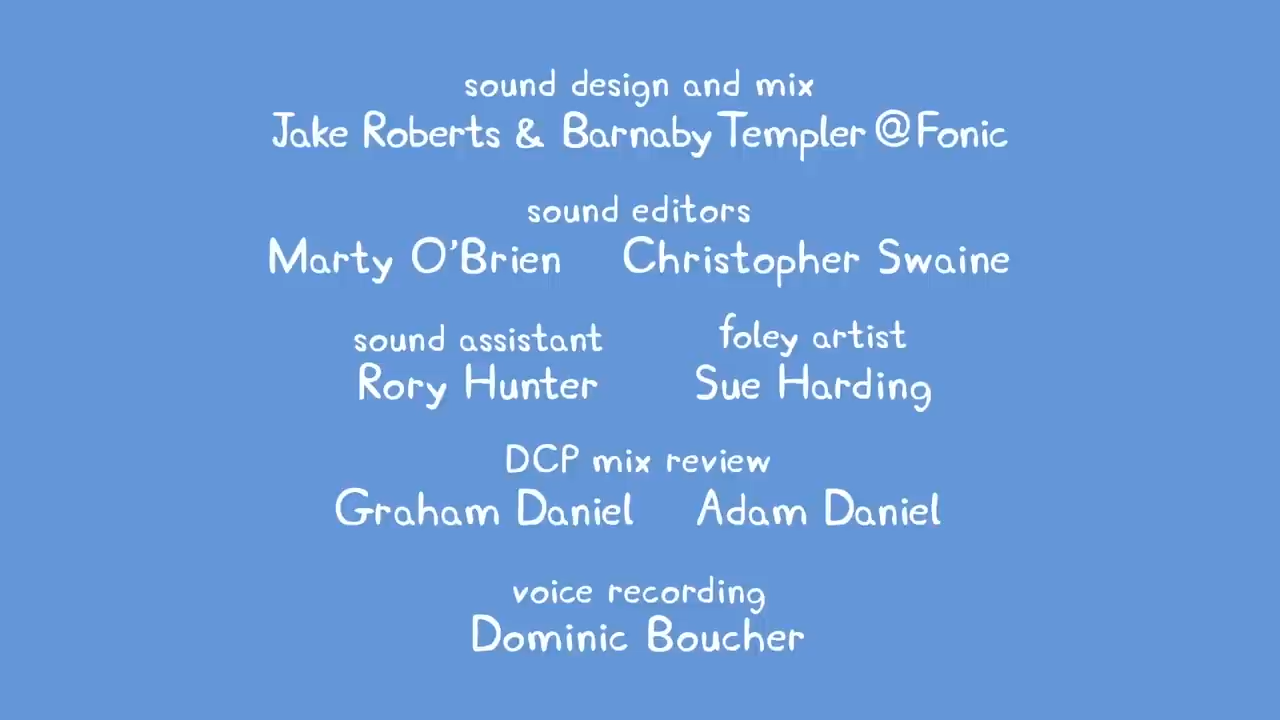 sound design and mix
Jake Roberts & Barnaby Templer @Fonic
sound editors
Marty O'Brien Christopher Swaine
sound assistant foley artist
Rory Hunter Sue Harding
DCP mix review
Graham Daniel Adam Daniel
voice recording
Dominic Boucher